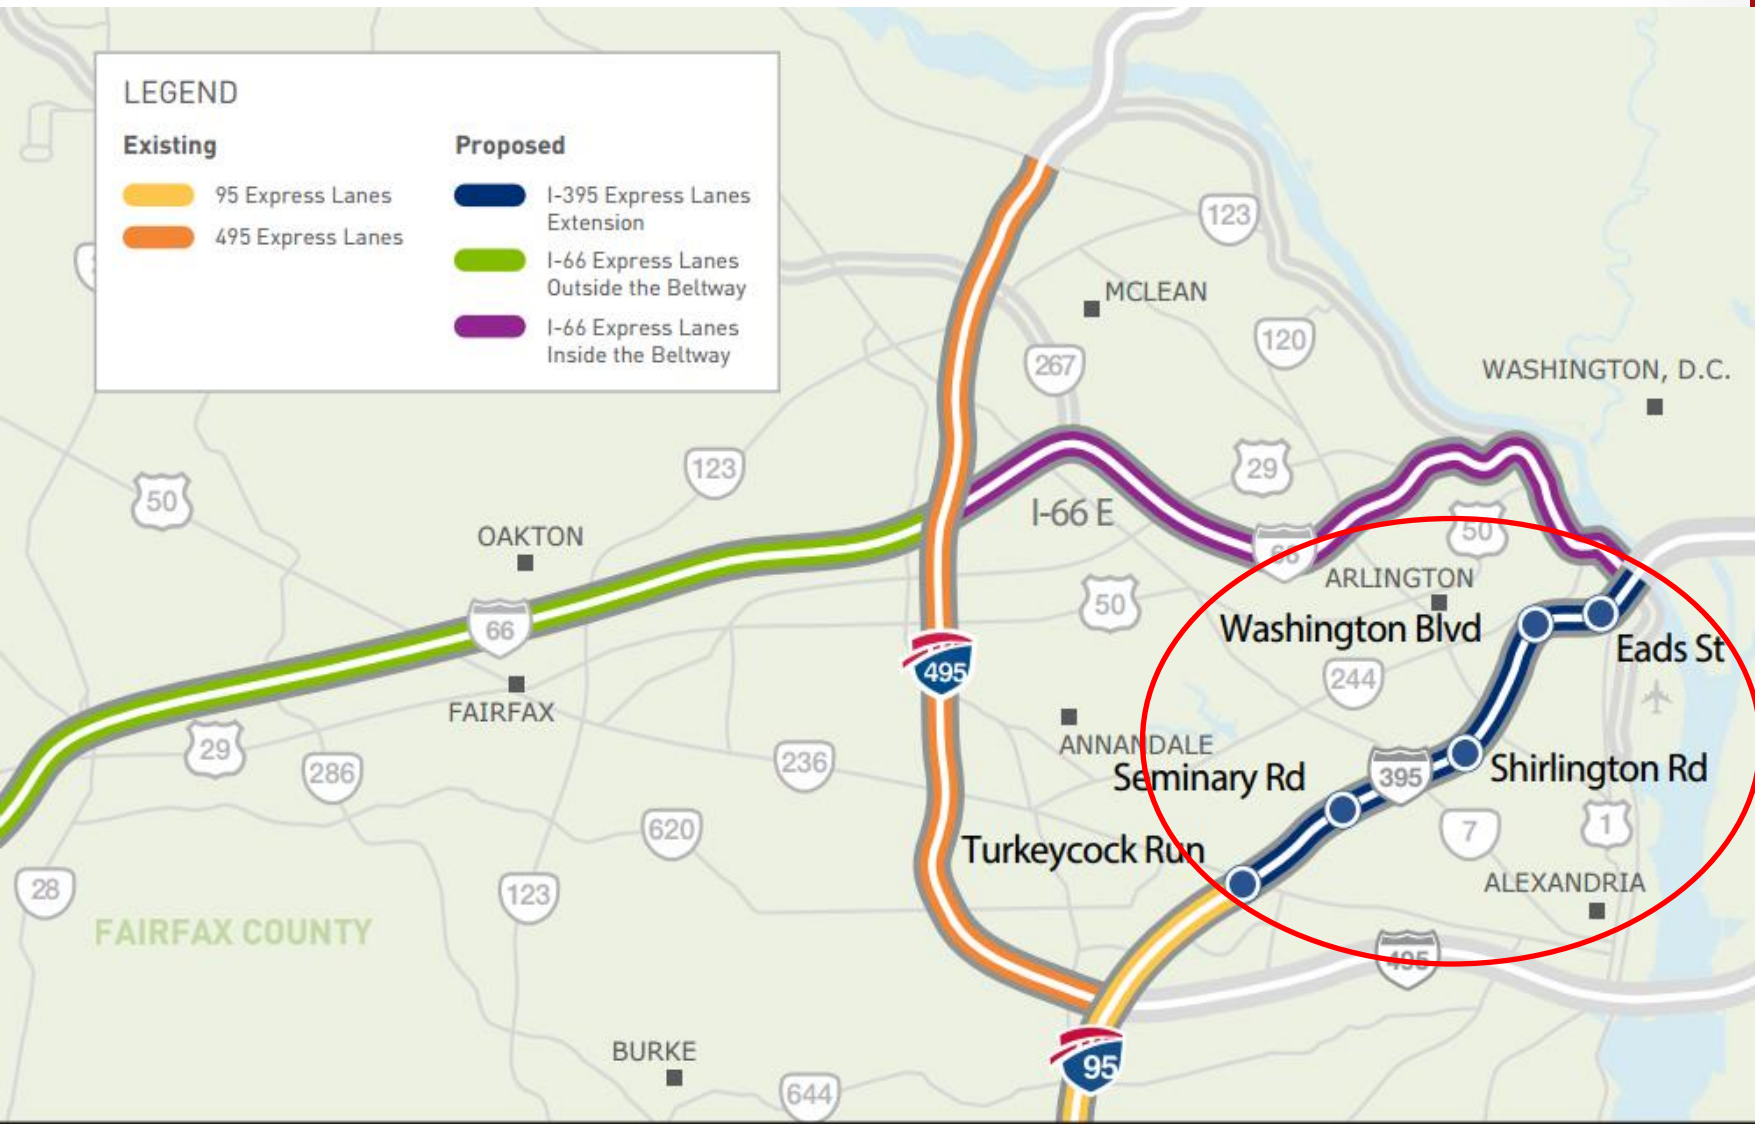 LEGEND
Existing
Proposed
95 Express Lanes
495 Express Lanes
I-395 Express Lanes
Extension
I-66 Express Lanes
Outside the Beltway
I-66 Express Lanes
Inside the Beltway
123
MCLEAN
120
267
WASHINGTON, D.C.
123
29
50
I-66 E
50
OAKTON
66
ARLINGTON
50
Washington Blvd
66
Eads St
495
244
FAIRFAX
ANNANDALE
29
286
236
Seminary Rd
395
Shirlington Rd
620
7
1
Turkeycock Run
28
123
ALEXANDRIA
FAIRFAX COUNTY
495
BURKE
95
644